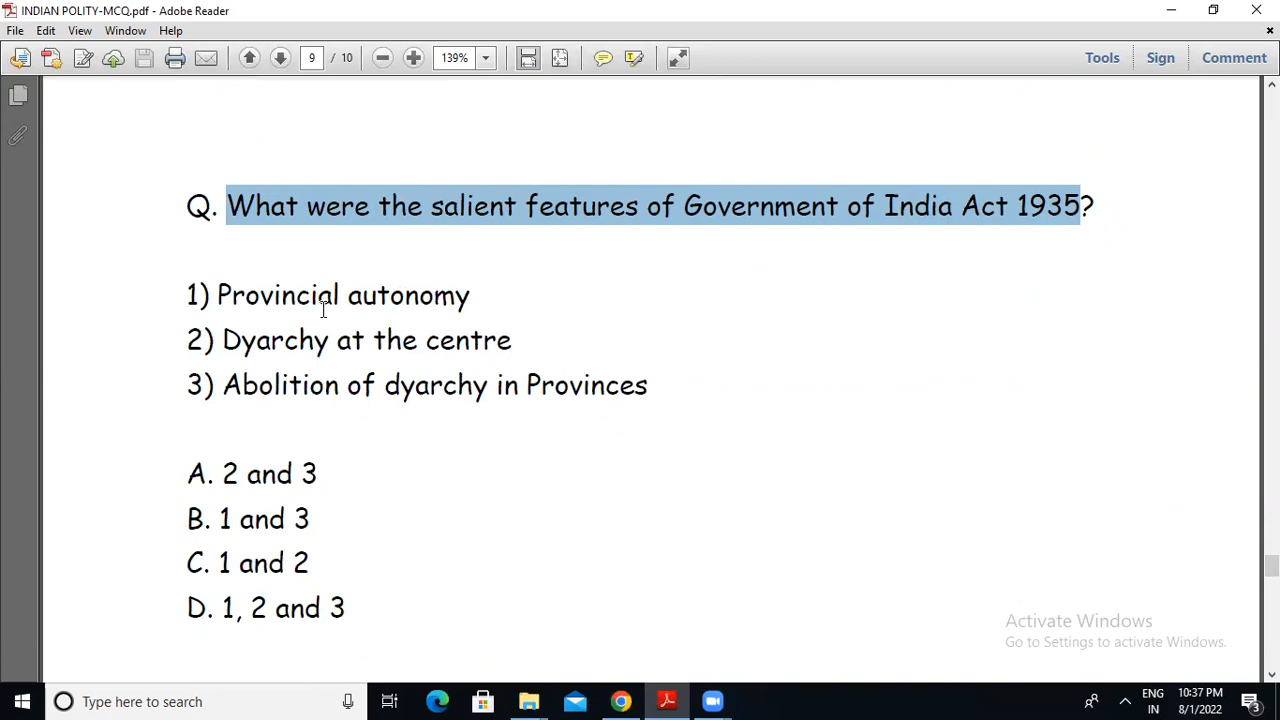 INDIAN POLITY-MCQ.pdf - Adobe Reader
File Edit View Window Help
9 / 10 139% Tools Sign Comment
Q. What were the salient features of Government of India Act 1935?
1) Provincial autonomy
2) Dyarchy at the centre
3) Abolition of dyarchy in Provinces
A. 2 and 3
B. 1 and 3
C. 1 and 2
D. 1, 2 and 3
Activate Windows
Go to Settings to activate Windows.
Type here to search
ENG
IN
10:37 PM
8/1/2022
3